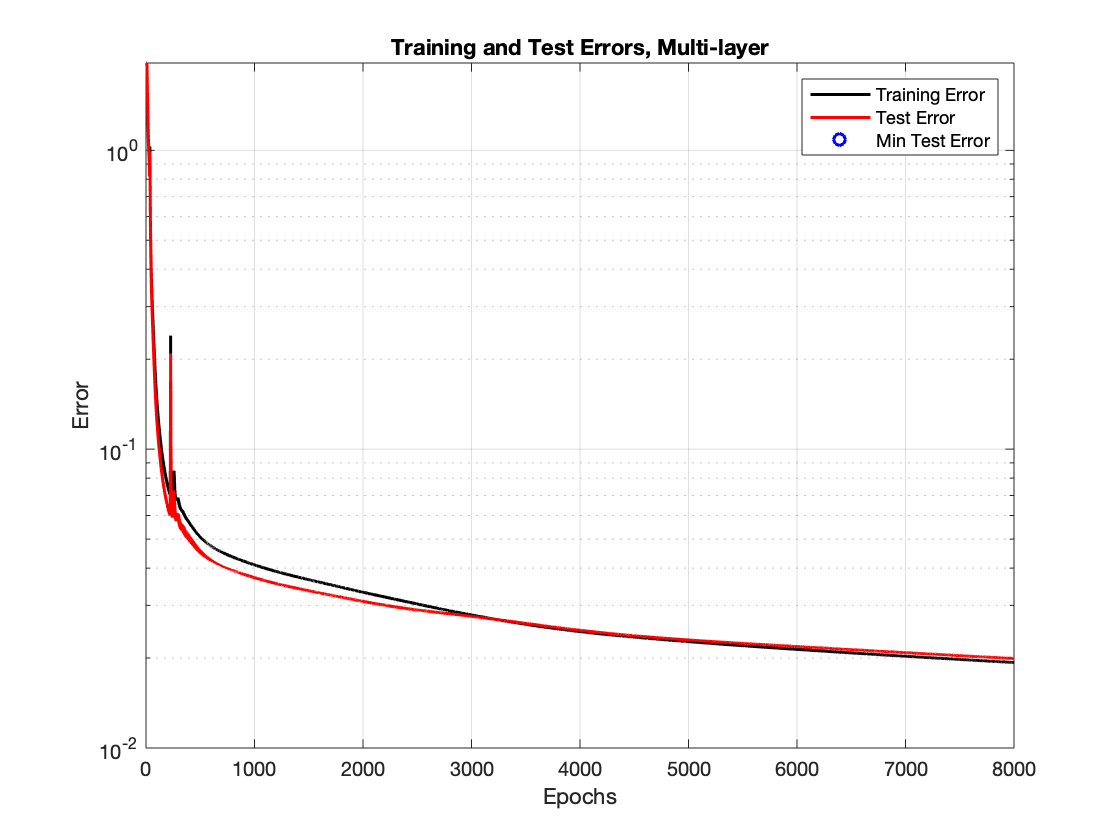 Training and Test Errors, Multi-layer
Training Error
Test Error
Min Test Error
10^0
10^-1
10^-2
Error
0 1000 2000 3000 4000 5000 6000 7000 8000
Epochs